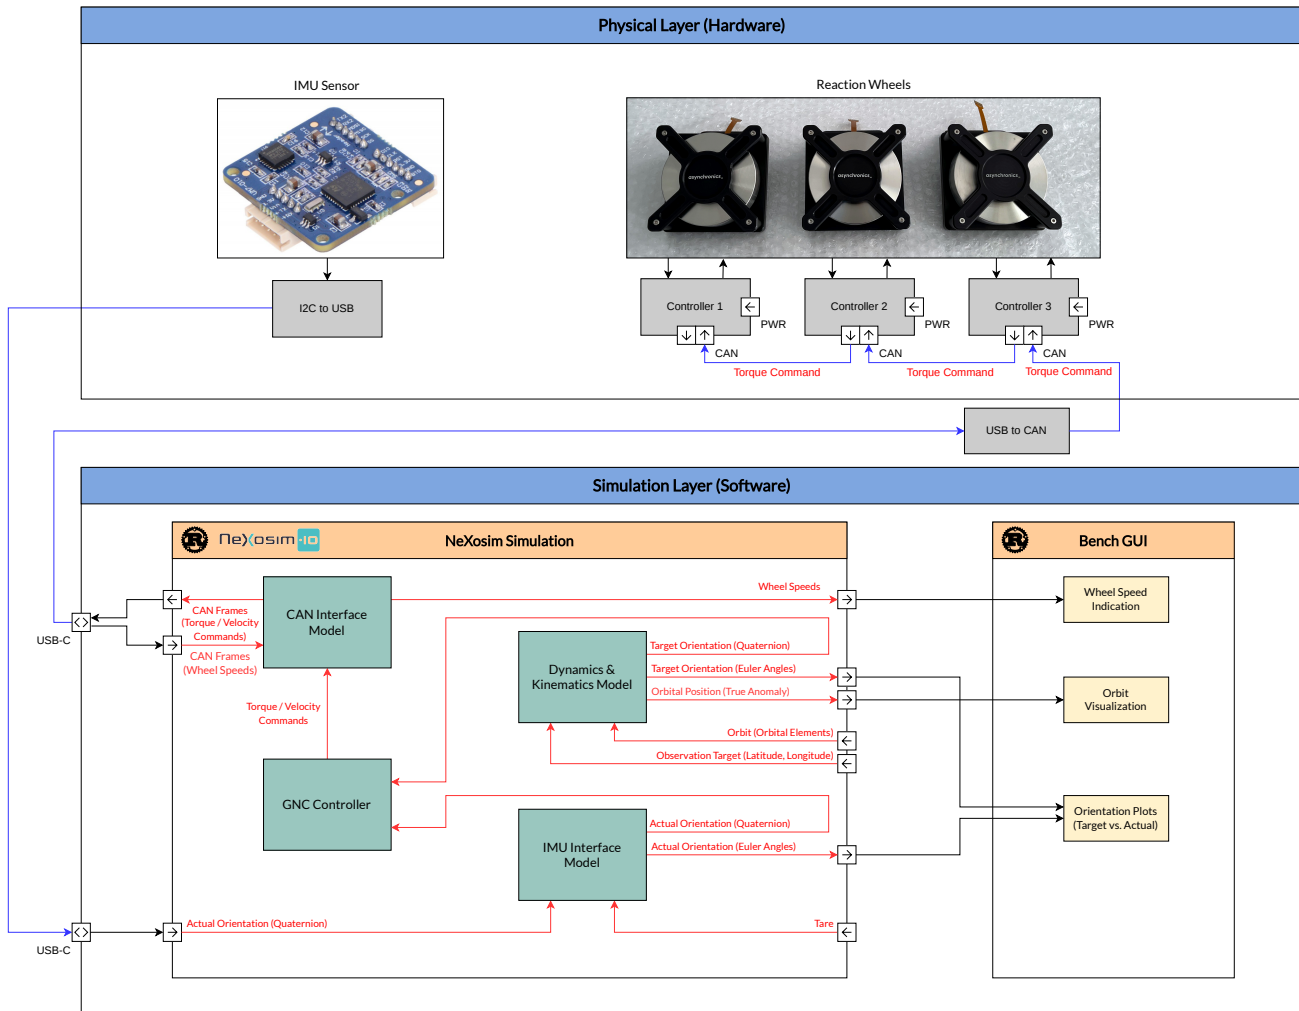 Physical Layer (Hardware)
IMU Sensor
Reaction Wheels
asynchronics_
asynchronics_
asynchronics_
I2C to USB
Controller 1
Controller 2
Controller 3
PWR
PWR
PWR
CAN
CAN
CAN
Torque Command
Torque Command
Torque Command
USB to CAN
Simulation Layer (Software)
NeXosim-IO
NeXosim Simulation
Bench GUI
CAN Interface
Model
Wheel Speeds
Wheel Speed
Indication
CAN Frames
(Torque / Velocity
Commands)
USB-C
CAN Frames
(Wheel Speeds)
Dynamics &
Kinematics Model
Target Orientation (Quaternion)
Target Orientation (Euler Angles)
Orbital Position (True Anomaly)
Orbit
Visualization
Torque / Velocity
Commands
Orbit (Orbital Elements)
Observation Target (Latitude, Longitude)
GNC Controller
IMU Interface
Model
Actual Orientation (Quaternion)
Actual Orientation (Euler Angles)
Orientation Plots
(Target vs. Actual)
Actual Orientation (Quaternion)
Tare
USB-C